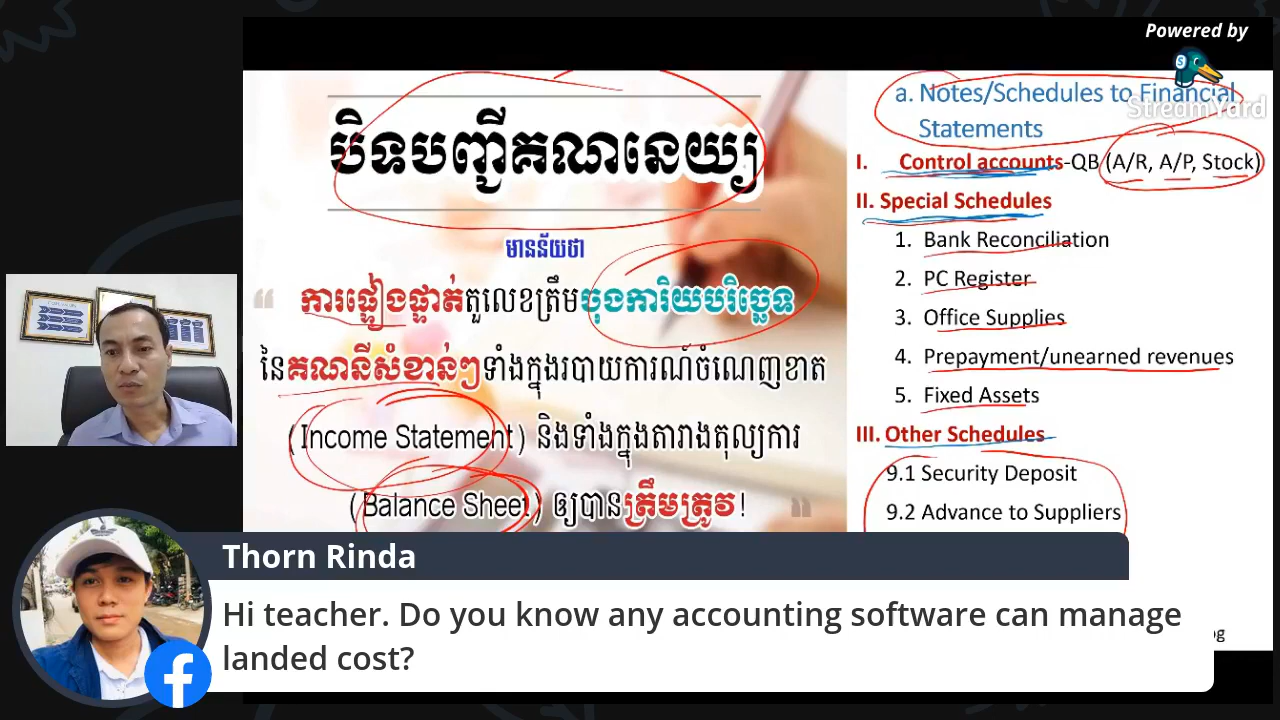 Powered by
StreamYard
បិទបញ្ជីគណនេយ្យ
មានន័យថា
“ ការផ្ទៀងផ្ទាត់តួលេខត្រឹមចុងការិយបរិច្ឆេទ
នៃគណនីសំខាន់ៗទាំងក្នុងរបាយការណ៍ចំណេញខាត
(Income Statement) និងទាំងក្នុងតារាងតុល្យការ
(Balance Sheet) ឲ្យបានត្រឹមត្រូវ! ”
a. Notes/Schedules to Financial
Statements
I. Control accounts-QB (A/R, A/P, Stock)
II. Special Schedules
1. Bank Reconciliation
2. PC Register
3. Office Supplies
4. Prepayment/unearned revenues
5. Fixed Assets
III. Other Schedules
9.1 Security Deposit
9.2 Advance to Suppliers
Thorn Rinda
Hi teacher. Do you know any accounting software can manage
landed cost?